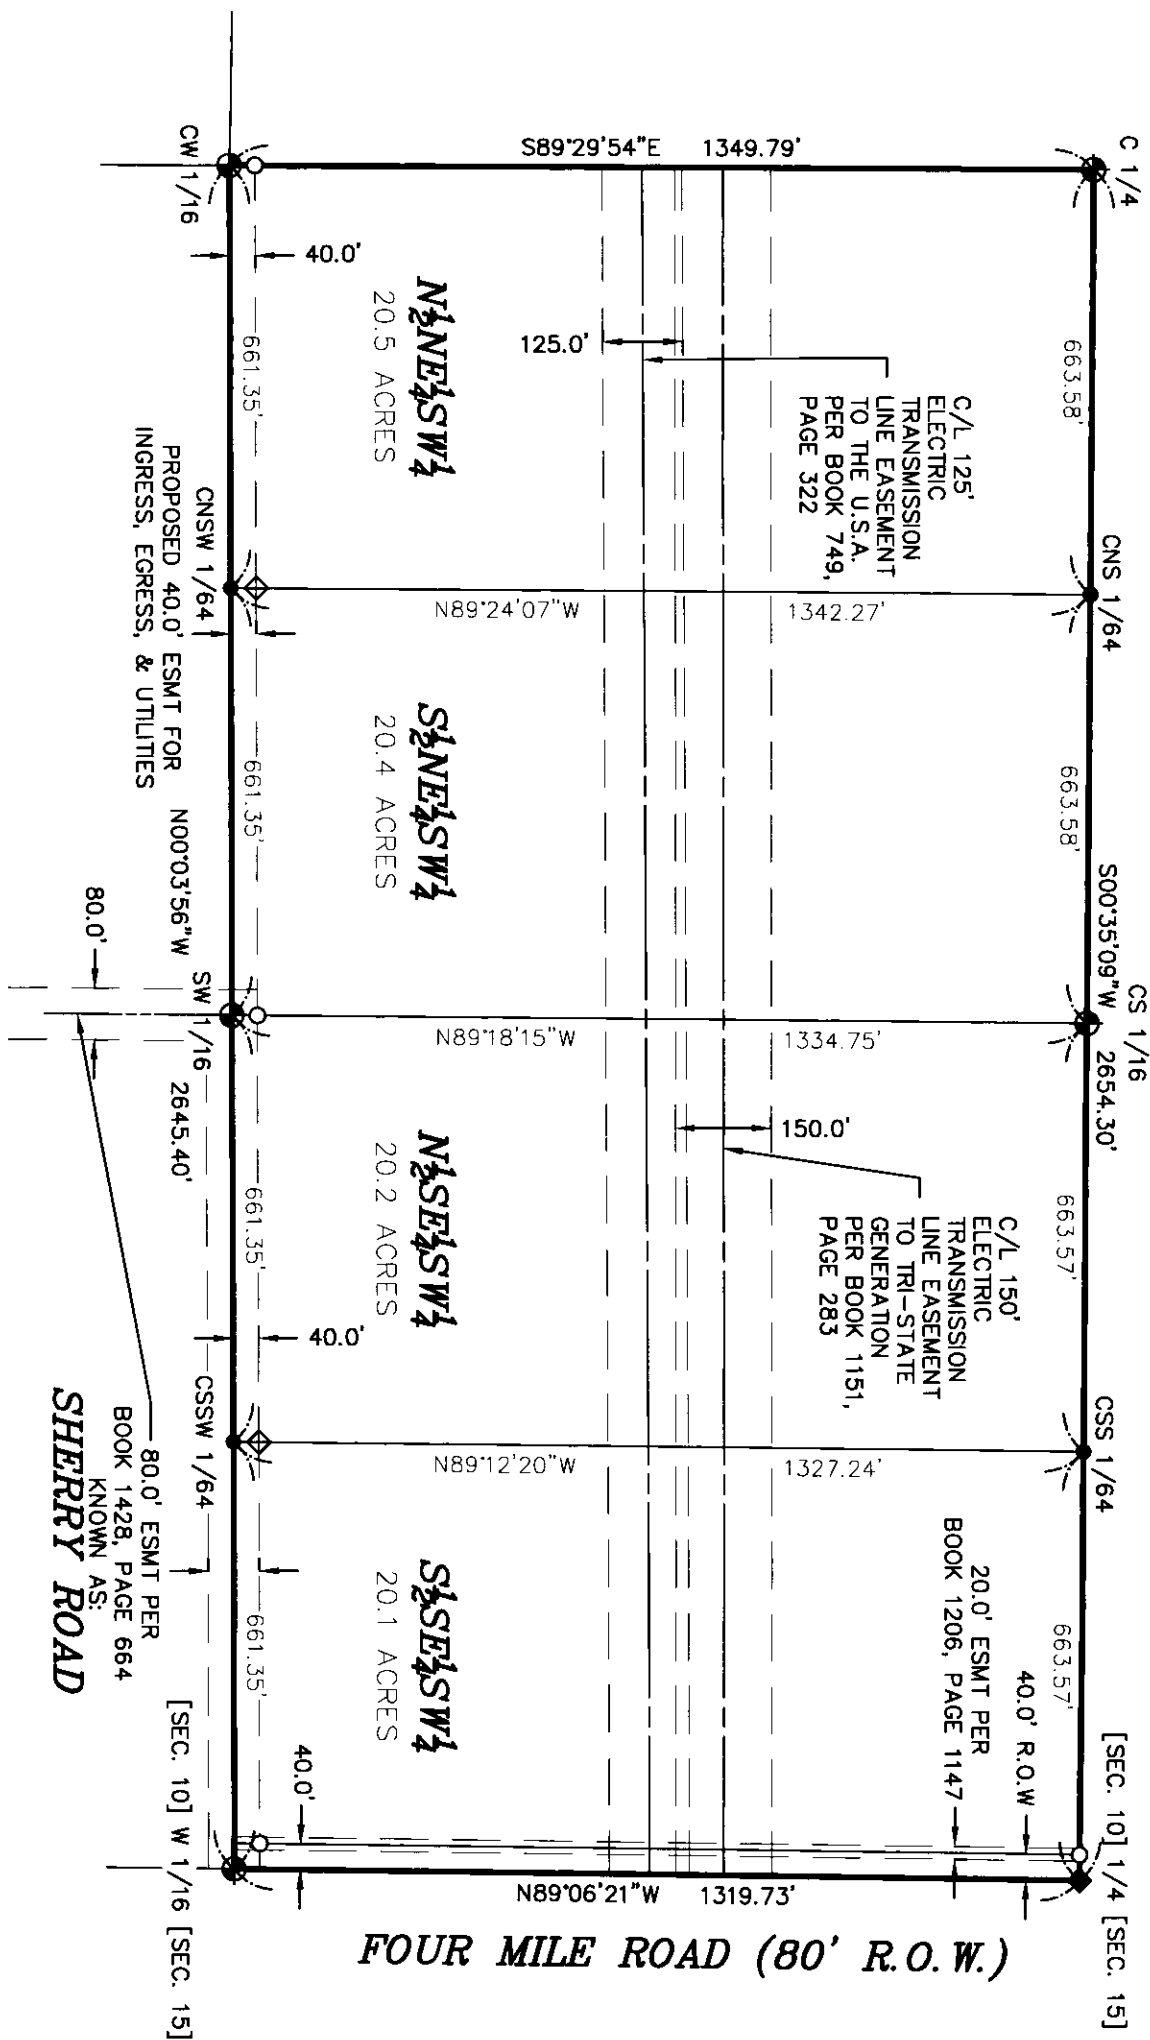 C 1/4
S89°29'54"E 1349.79'
CW 1/16
40.0'
663.58'
C/L 125'
ELECTRIC
TRANSMISSION
LINE EASEMENT
TO THE U.S.A.
PER BOOK 749,
PAGE 322
125.0'
N½NE¼SW¼
20.5 ACRES
661.35'
CNS 1/64
N89°24'07"W 1342.27'
CNSW 1/64
PROPOSED 40.0' ESMT FOR
INGRESS, EGRESS, & UTILITIES
663.58'
S½NE¼SW¼
20.4 ACRES
661.35'
S00°35'09"W 2654.30'
N00°03'56"W 2645.40'
CS 1/16
N89°18'15"W 1334.75'
SW 1/16
80.0'
663.57'
150.0'
C/L 150'
ELECTRIC
TRANSMISSION
LINE EASEMENT
TO TRI-STATE
GENERATION
PER BOOK 1151,
PAGE 283
N½SE¼SW¼
20.2 ACRES
661.35'
40.0'
CSS 1/64
N89°12'20"W 1327.24'
CSSW 1/64
80.0' ESMT PER
BOOK 1428, PAGE 664
KNOWN AS:
SHERRY ROAD
663.57'
20.0' ESMT PER
BOOK 1206, PAGE 1147
40.0' R.O.W
S½SE¼SW¼
20.1 ACRES
661.35'
40.0'
[SEC. 10] 1/4 [SEC. 15]
N89°06'21"W 1319.73'
[SEC. 10] W 1/16 [SEC. 15]
FOUR MILE ROAD (80' R.O.W.)